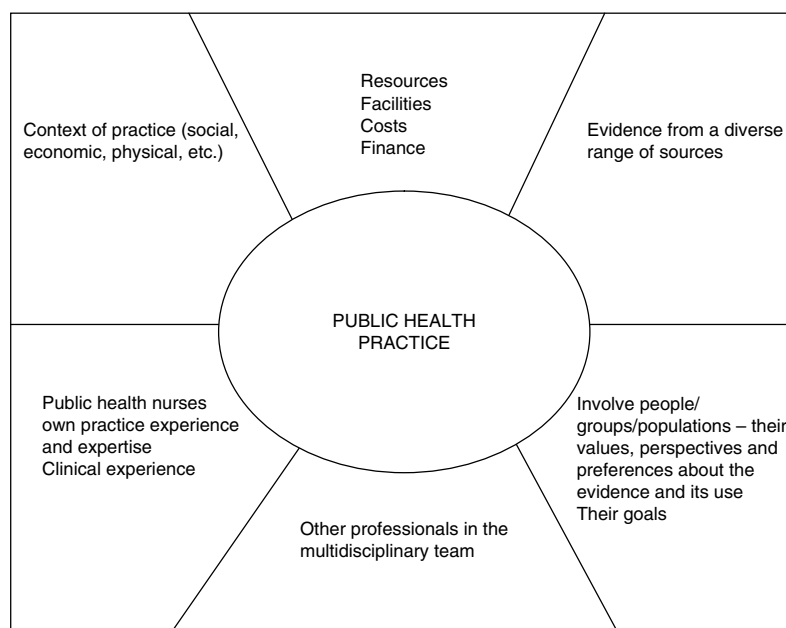 Context of practice (social,
economic, physical, etc.)
Resources
Facilities
Costs
Finance
Evidence from a diverse
range of sources
PUBLIC HEALTH
PRACTICE
Public health nurses
own practice experience
and expertise
Clinical experience
Other professionals in the
multidisciplinary team
Involve people/
groups/populations – their
values, perspectives and
preferences about the
evidence and its use
Their goals